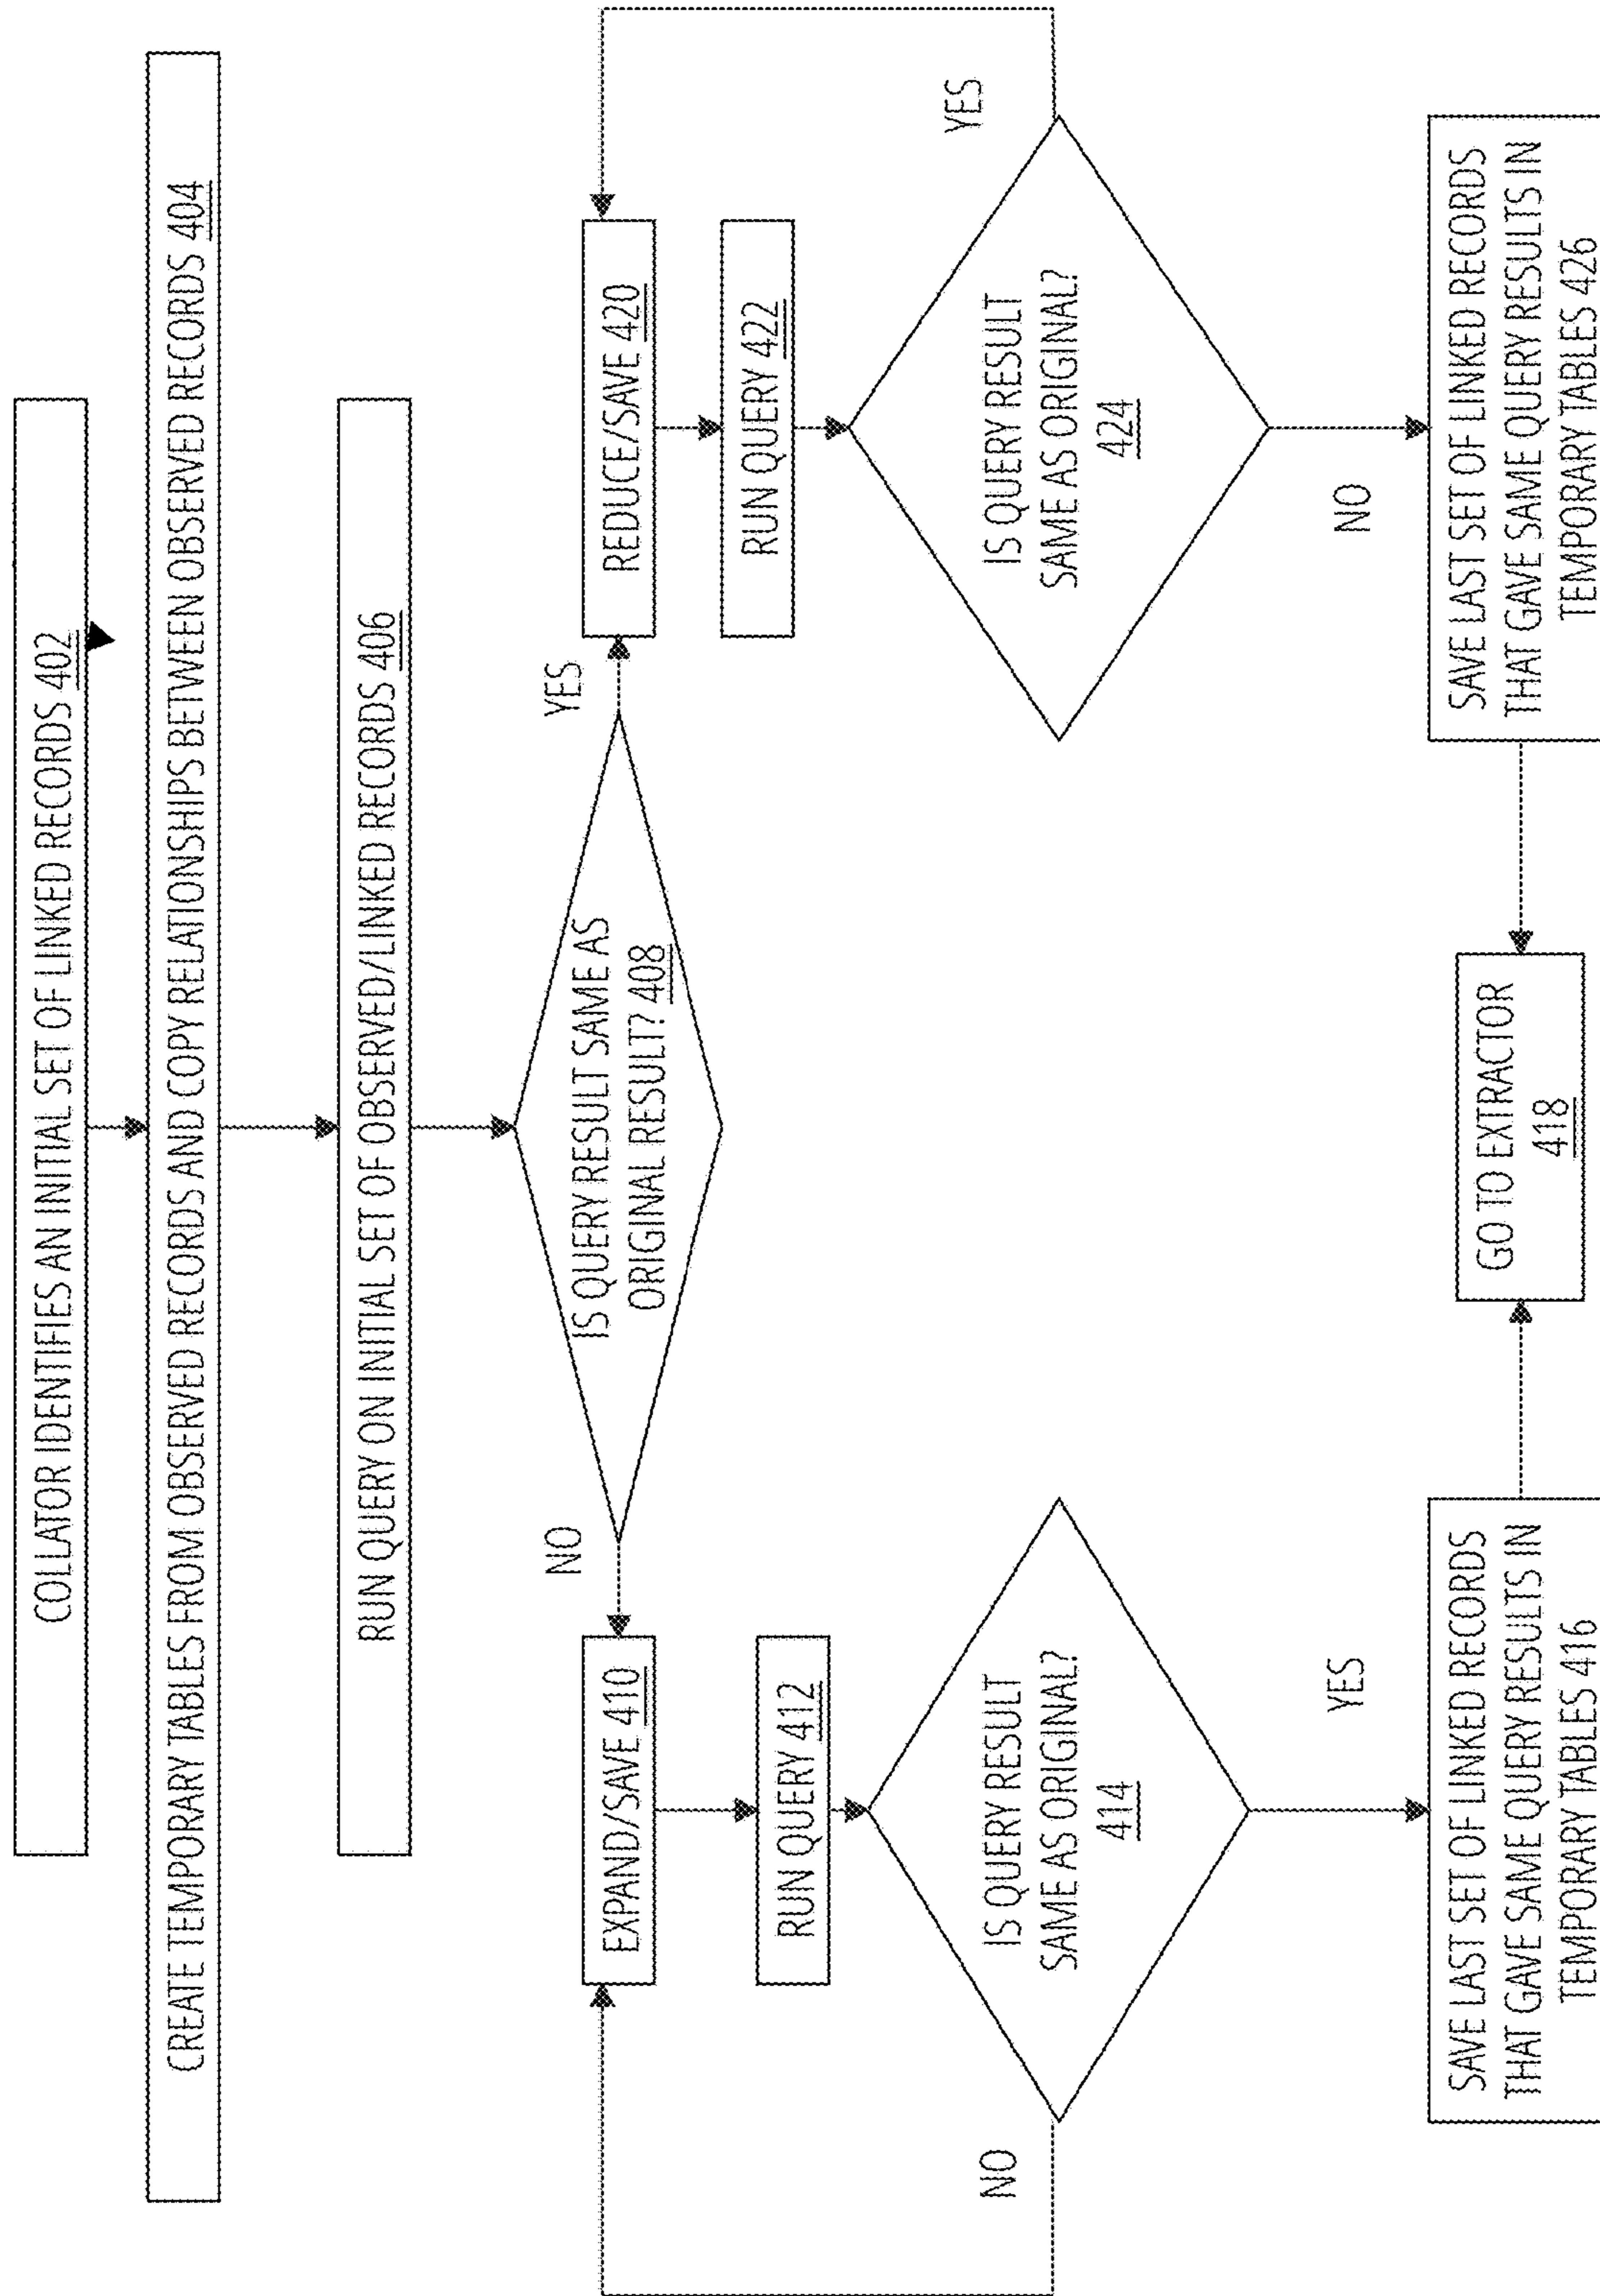 COLLATOR IDENTIFIES AN INITIAL SET OF LINKED RECORDS 402
CREATE TEMPORARY TABLES FROM OBSERVED RECORDS AND COPY RELATIONSHIPS BETWEEN OBSERVED RECORDS 404
RUN QUERY ON INITIAL SET OF OBSERVED/LINKED RECORDS 406
IS QUERY RESULT SAME AS
ORIGINAL RESULT? 408
NO
YES
EXPAND/SAVE 410
RUN QUERY 412
IS QUERY RESULT
SAME AS ORIGINAL?
414
NO
YES
SAVE LAST SET OF LINKED RECORDS
THAT GAVE SAME QUERY RESULTS IN
TEMPORARY TABLES 416
GO TO EXTRACTOR
418
REDUCE/SAVE 420
RUN QUERY 422
IS QUERY RESULT
SAME AS ORIGINAL?
424
YES
NO
SAVE LAST SET OF LINKED RECORDS
THAT GAVE SAME QUERY RESULTS IN
TEMPORARY TABLES 426